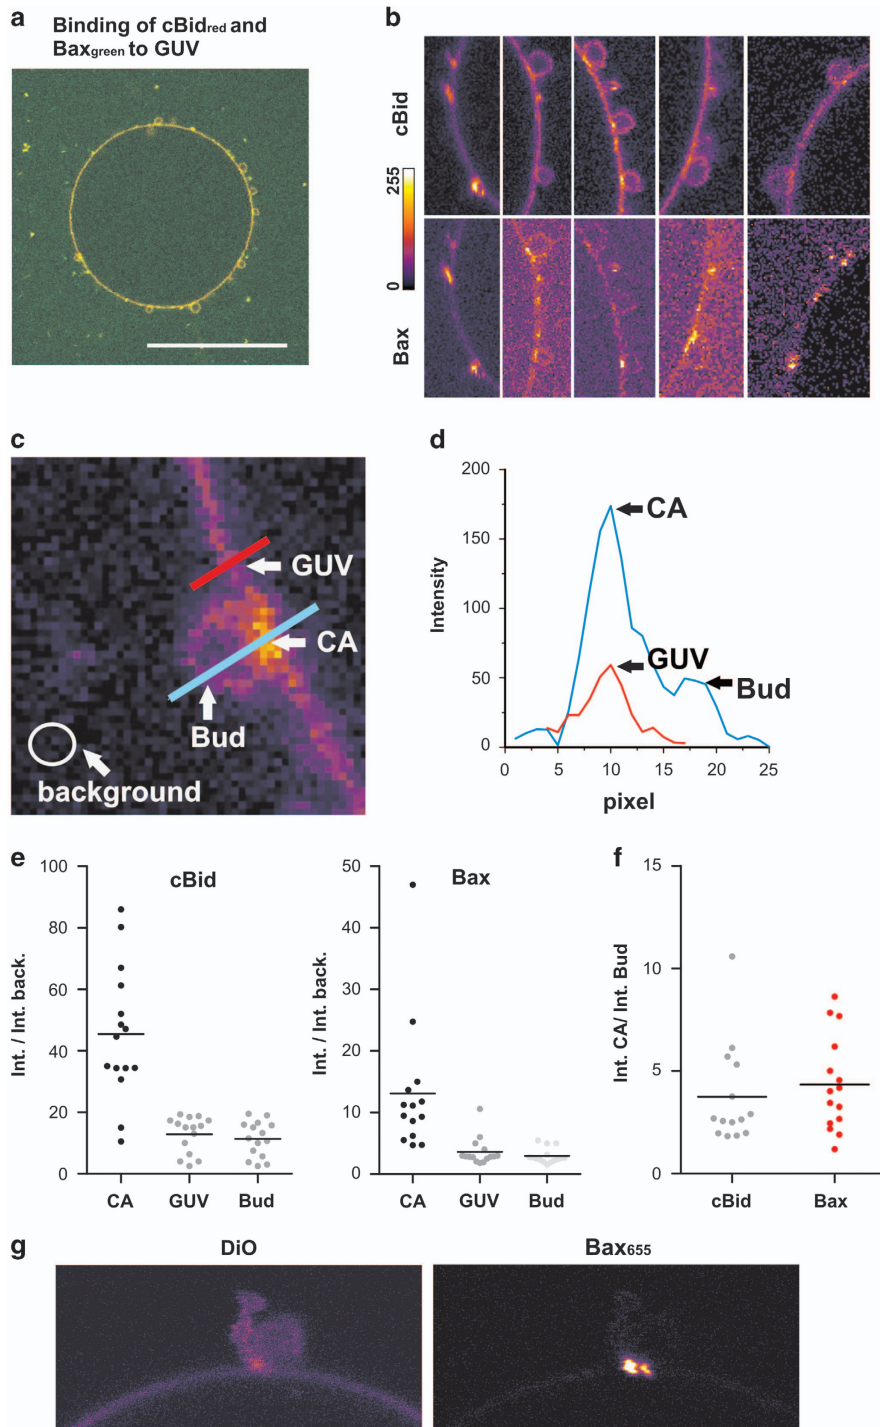 a
Binding of cBidred and
Baxgreen to GUV
b
cBid
255
0
Bax
c
GUV
CA
Bud
background
d
200
150
100
50
0
Intensity
CA
GUV
Bud
0 5 10 15 20 25
pixel
e
cBid
100
80
60
40
20
0
Int. / Int. back.
CA GUV Bud
Bax
50
40
30
20
10
0
Int. / Int. back.
CA GUV Bud
f
15
10
5
0
Int. CA/ Int. Bud
cBid Bax
g
DiO
Bax655